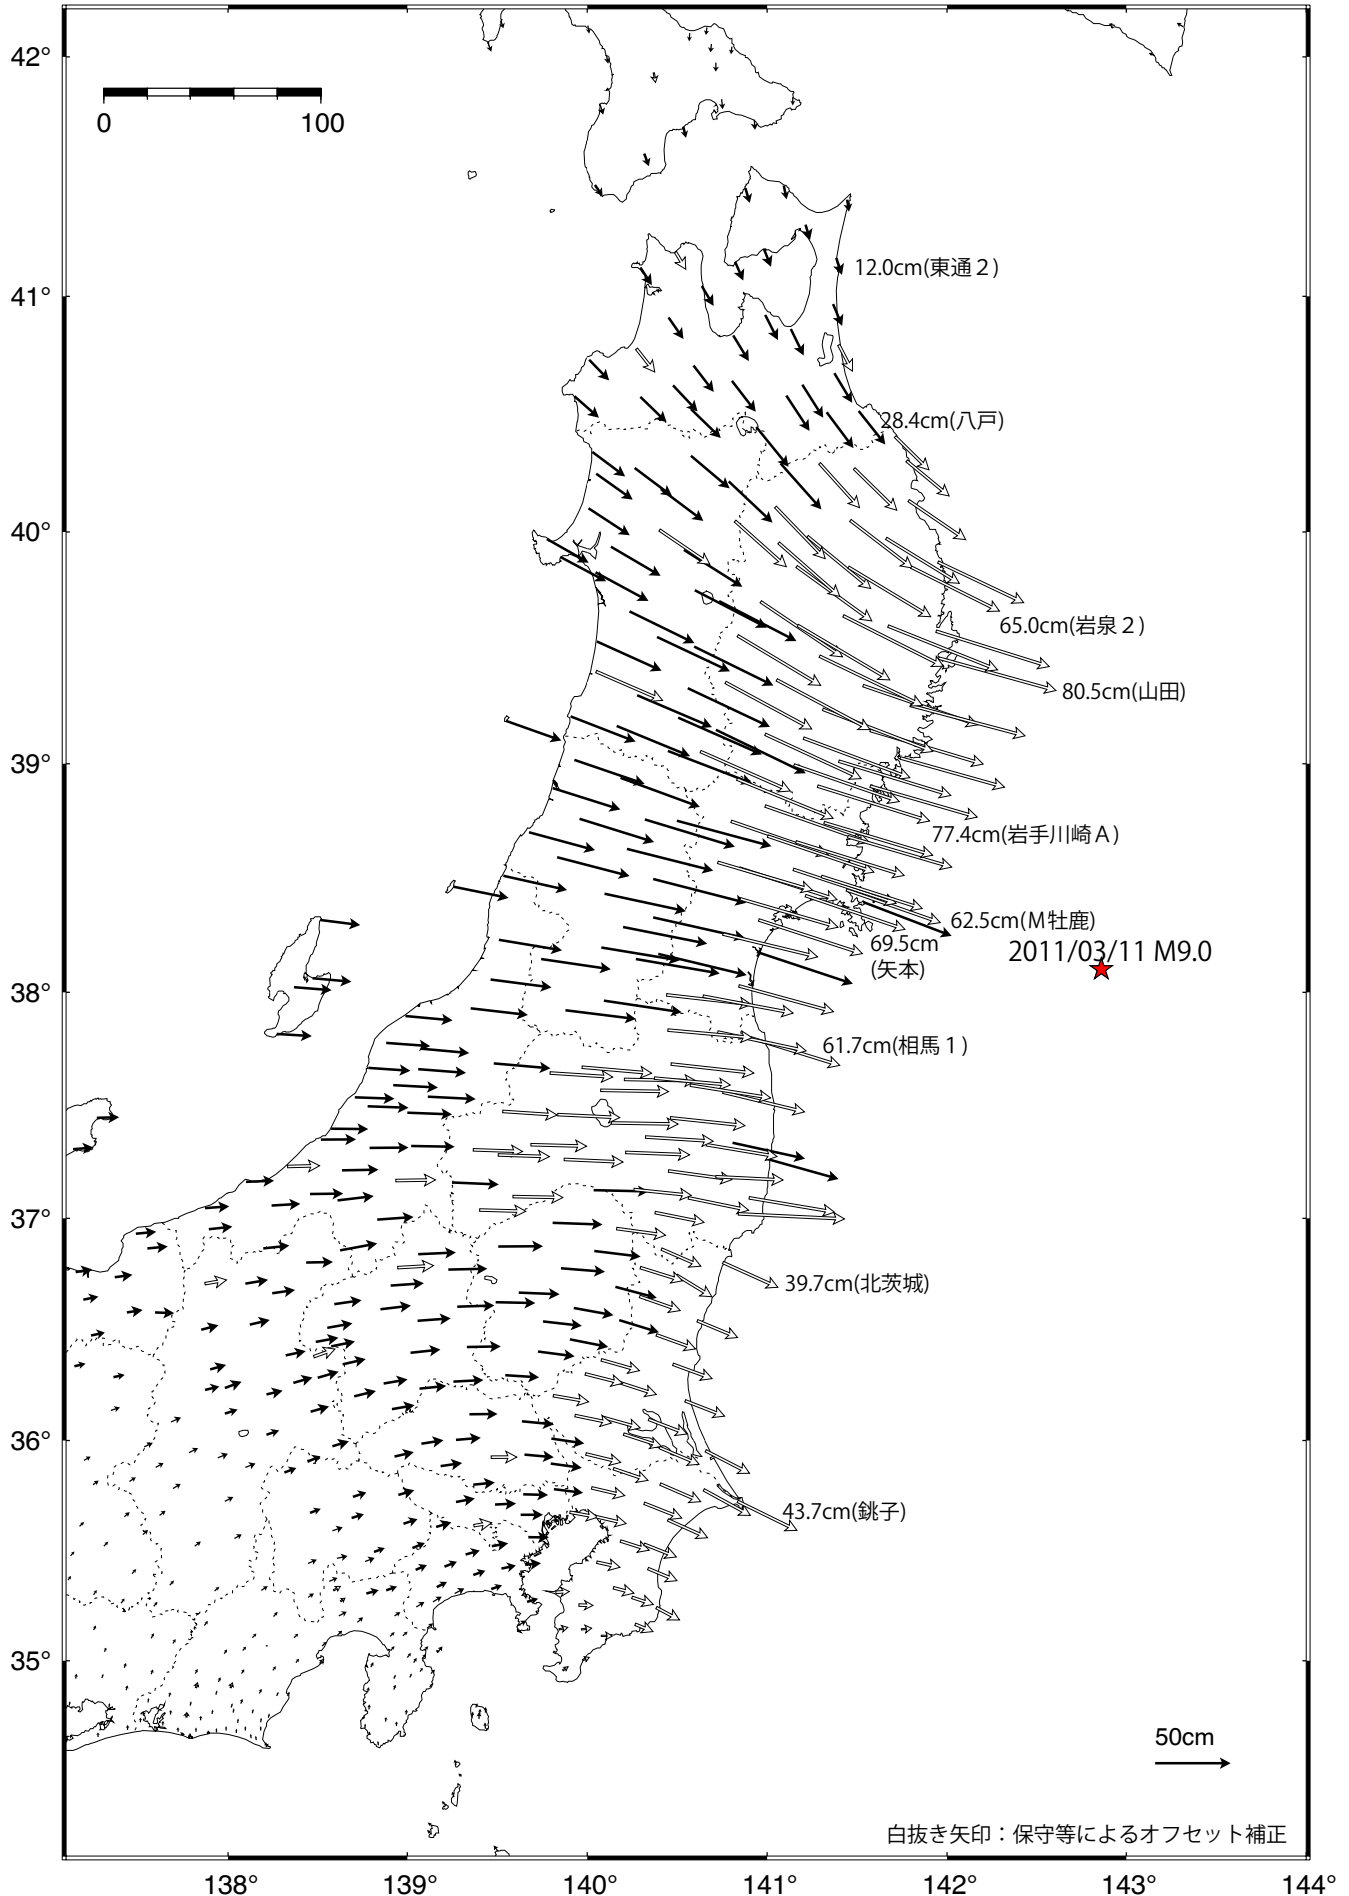 42°
0
100
12.0cm(東通２)
41°
28.4cm(八戸)
40°
65.0cm(岩泉２)
80.5cm(山田)
39°
77.4cm(岩手川崎Ａ)
62.5cm(Ｍ牡鹿)
69.5cm
(矢本)
2011/03/11 M9.0
38°
61.7cm(相馬１)
37°
39.7cm(北茨城)
36°
43.7cm(銚子)
35°
50cm
白抜き矢印：保守等によるオフセット補正
138°
139°
140°
141°
142°
143°
144°